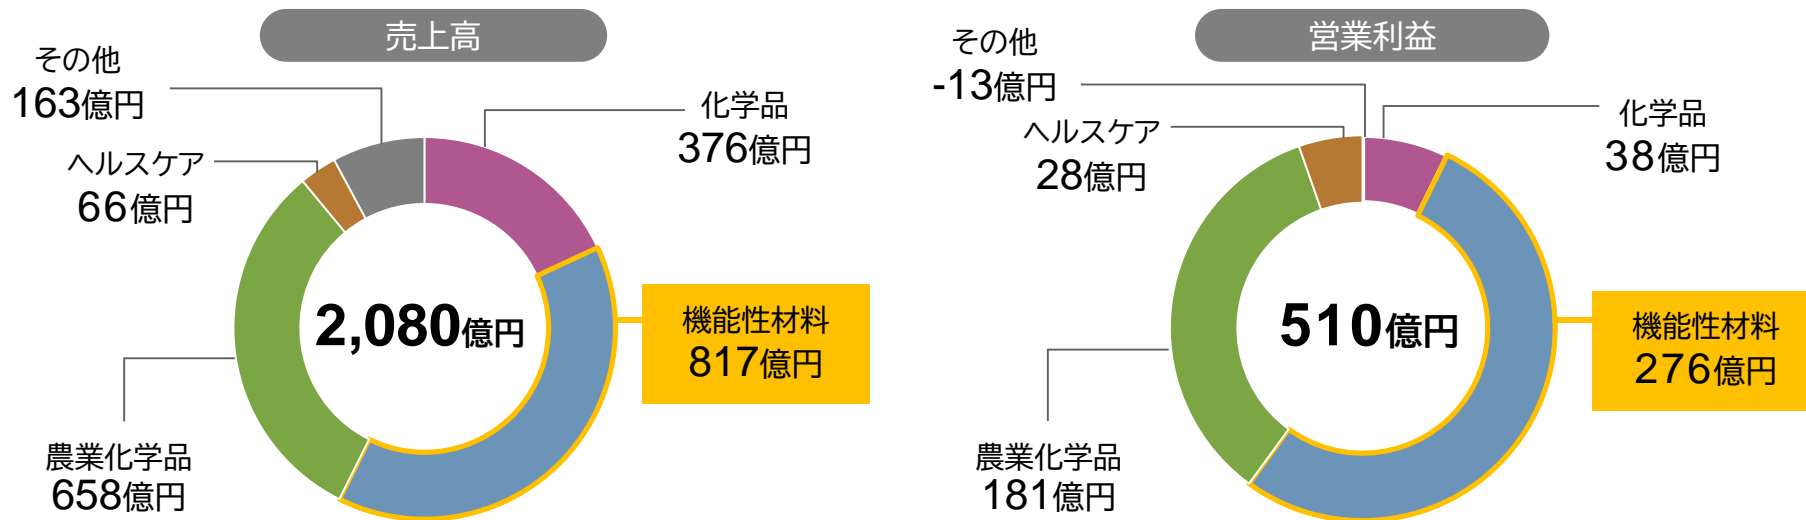 売上高
その他
163億円
化学品
376億円
ヘルスケア
66億円
2,080億円
機能性材料
817億円
農業化学品
658億円
営業利益
その他
-13億円
化学品
38億円
ヘルスケア
28億円
510億円
機能性材料
276億円
農業化学品
181億円